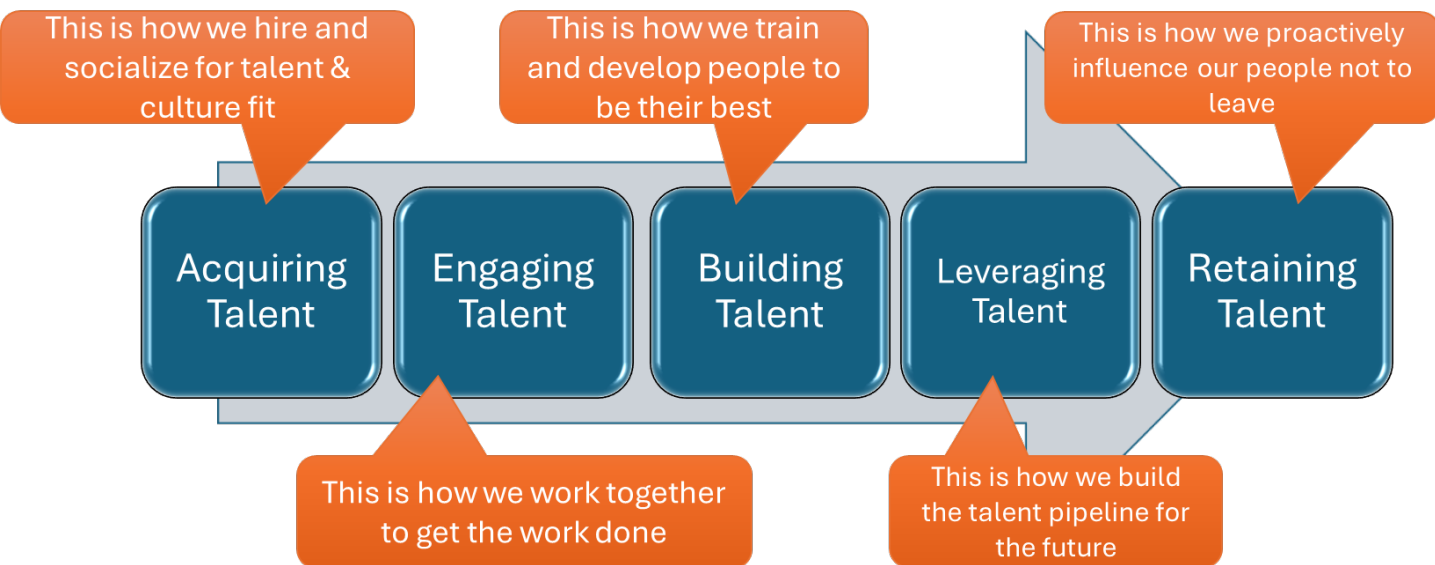 This is how we hire and
socialize for talent &
culture fit
This is how we train
and develop people to
be their best
This is how we proactively
influence our people not to
leave
Acquiring
Talent
Engaging
Talent
Building
Talent
Leveraging
Talent
Retaining
Talent
This is how we work together
to get the work done
This is how we build
the talent pipeline for
the future